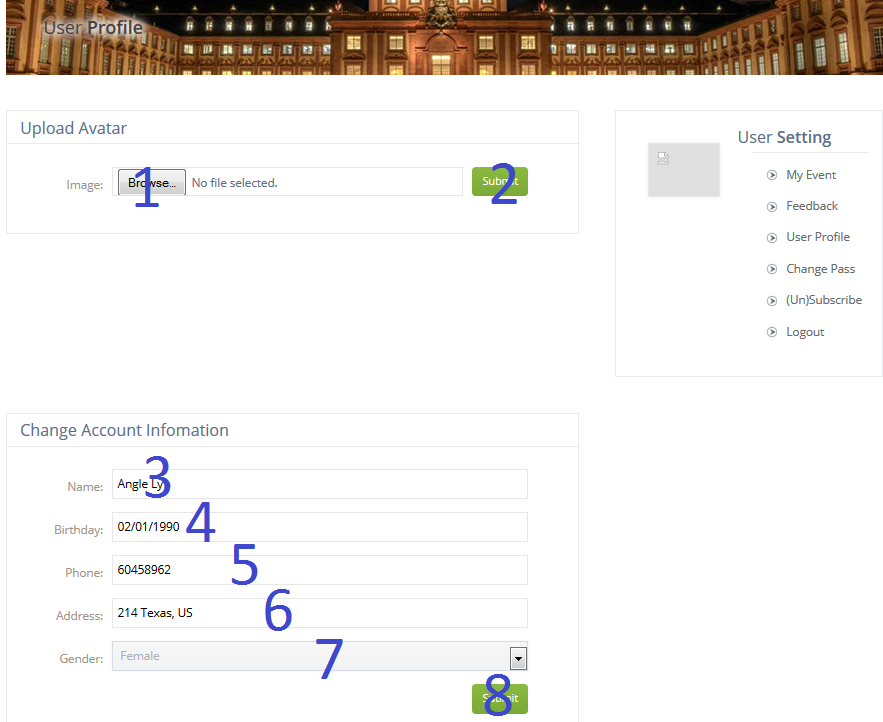 User Profile
Upload Avatar
Image: Browse... No file selected. Submit
1
2
User Setting
My Event
Feedback
User Profile
Change Pass
(Un)Subscribe
Logout
Change Account Infomation
Name: Angle Ly
3
Birthday: 02/01/1990
4
Phone: 60458962
5
Address: 214 Texas, US
6
Gender: Female
7
Submit
8